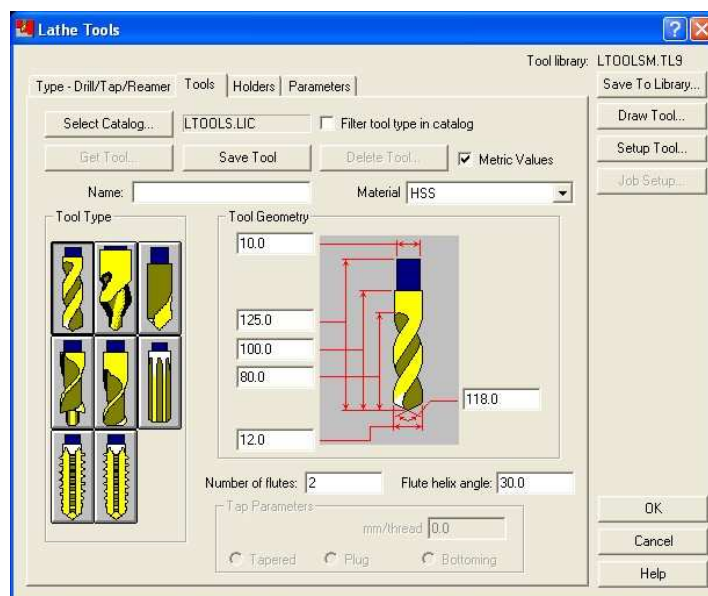 Lathe Tools
Tool library: LTOOLSM.TL9
Type - Drill/Tap/Reamer Tools Holders Parameters
Save To Library...
Select Catalog... LTOOLS.LIC Filter tool type in catalog
Draw Tool...
Get Tool... Save Tool Delete Tool... Metric Values
Setup Tool...
Name: Material HSS
Job Setup...
Tool Type
Tool Geometry
10.0
125.0
100.0
80.0
118.0
12.0
Number of flutes: 2 Flute helix angle: 30.0
Tap Parameters
mm/thread 0.0
Tapered Plug Bottoming
OK
Cancel
Help